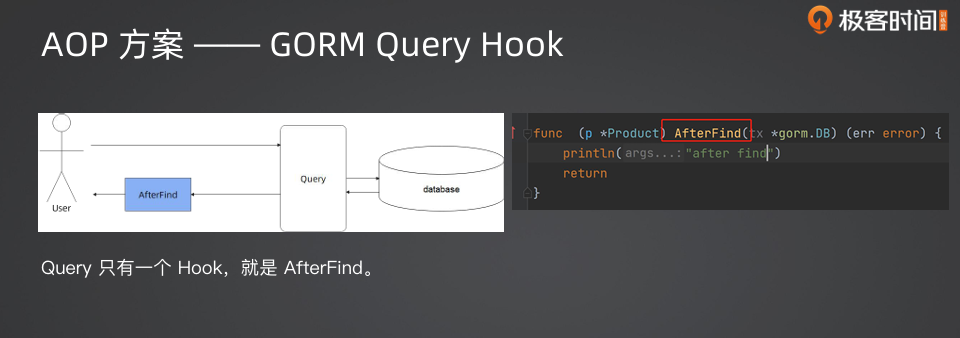 极客时间 训练营
AOP 方案 —— GORM Query Hook
User
AfterFind
Query
database
func (p *Product) AfterFind(tx *gorm.DB) (err error) {
println( args...: "after find")
return
}
Query 只有一个 Hook，就是 AfterFind。